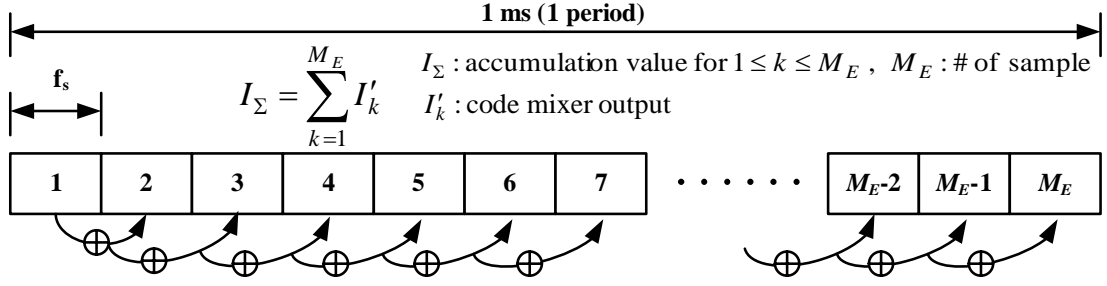 1 ms (1 period)
f_s
I_Σ = \sum_{k=1}^{M_E} I'_k
I_Σ : accumulation value for 1 ≤ k ≤ M_E , M_E : # of sample
I'_k : code mixer output
1 2 3 4 5 6 7 · · · · · · M_E-2 M_E-1 M_E